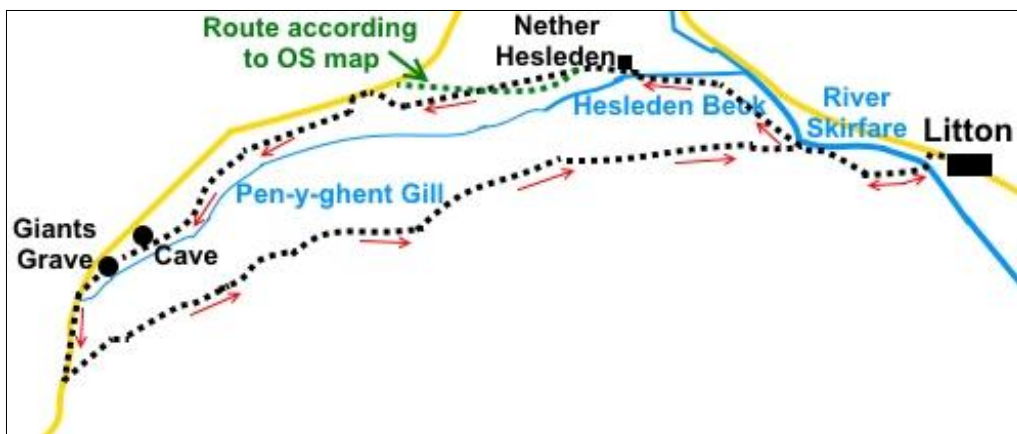 Route according
to OS map
Nether
Hesleden
Hesleden Beck
River
Skirfare
Litton
Pen-y-ghent Gill
Giants
Grave
Cave